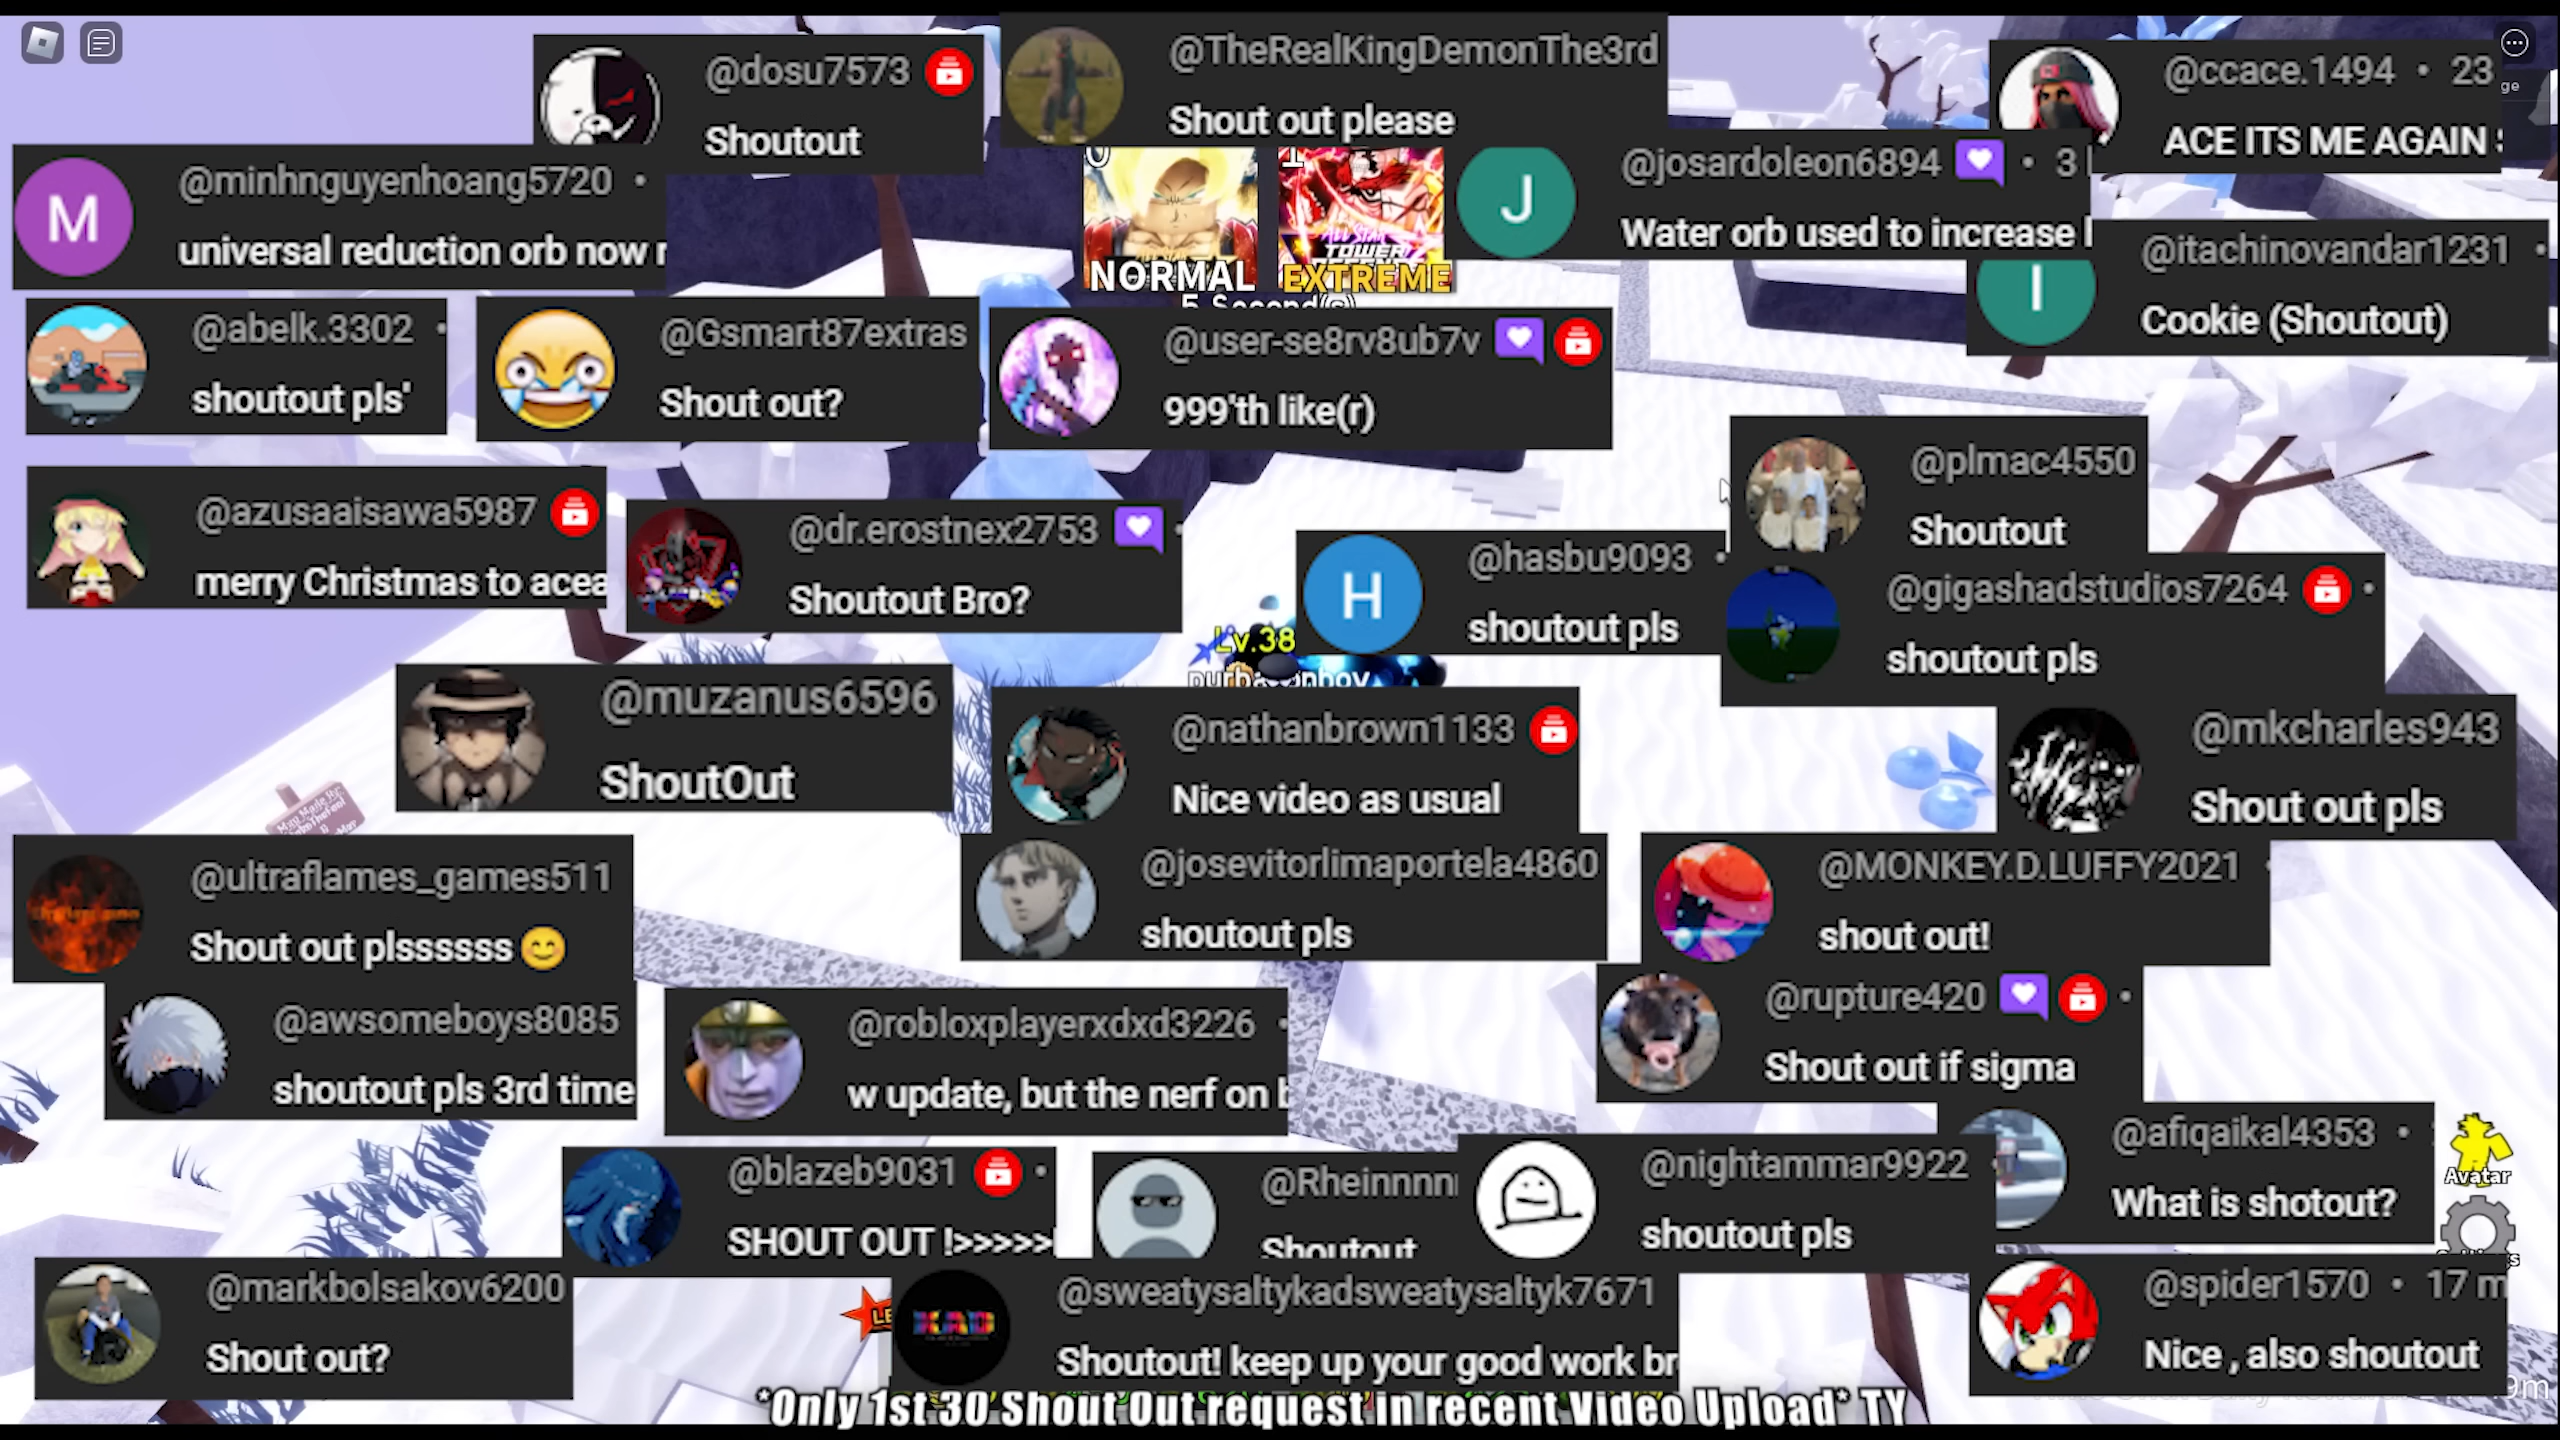 @dosu7573
Shoutout
@TheRealKingDemonThe3rd
Shout out please
@ccace.1494 • 23
ACE ITS ME AGAIN
ge
@minhnguyenhoang5720 •
universal reduction orb now
@josardoleon6894 • 3
Water orb used to increase
NORMAL
EXTREME
5 Second(s)
@itachinovandar1231 •
Cookie (Shoutout)
@abelk.3302 •
shoutout pls'
@Gsmart87extras
Shout out?
@user-se8rv8ub7v
999'th like(r)
@plmac4550
Shoutout
@azusaaisawa5987
merry Christmas to acea
@dr.erostnex2753
Shoutout Bro?
@hasbu9093 •
shoutout pls
@gigashadstudios7264 •
shoutout pls
Lv.38
@muzanus6596
ShoutOut
@nathanbrown1133
Nice video as usual
@mkcharles943
Shout out pls
@ultraflames_games511
Shout out plssssss😊
@josevitorlimaportela4860
shoutout pls
@MONKEY.D.LUFFY2021
shout out!
@awsomeboys8085
shoutout pls 3rd time
@robloxplayerxdxd3226 •
w update, but the nerf on
@rupture420 •
Shout out if sigma
@blazeb9031 •
SHOUT OUT !>>>>>
@Rheinnnn
Shoutout
@nightammar9922
shoutout pls
@afiqaikal4353 •
What is shotout?
Avatar
@markbolsakov6200
Shout out?
LE
@sweatysaltykadsweatysaltyk7671
Shoutout! keep up your good work br
@spider1570 • 17 m
Nice , also shoutout
9m
*Only 1st 30 Shout Out request in recent Video Upload* TY